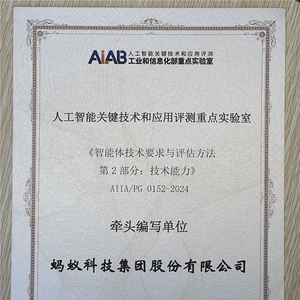 AiAB
人工智能关键技术和应用评测
工业和信息化部重点实验室
人工智能关键技术和应用评测重点实验室
《智能体技术要求与评估方法
第2部分：技术能力》
AIIA/PG 0152-2024
牵头编写单位
蚂蚁科技集团股份有限公司